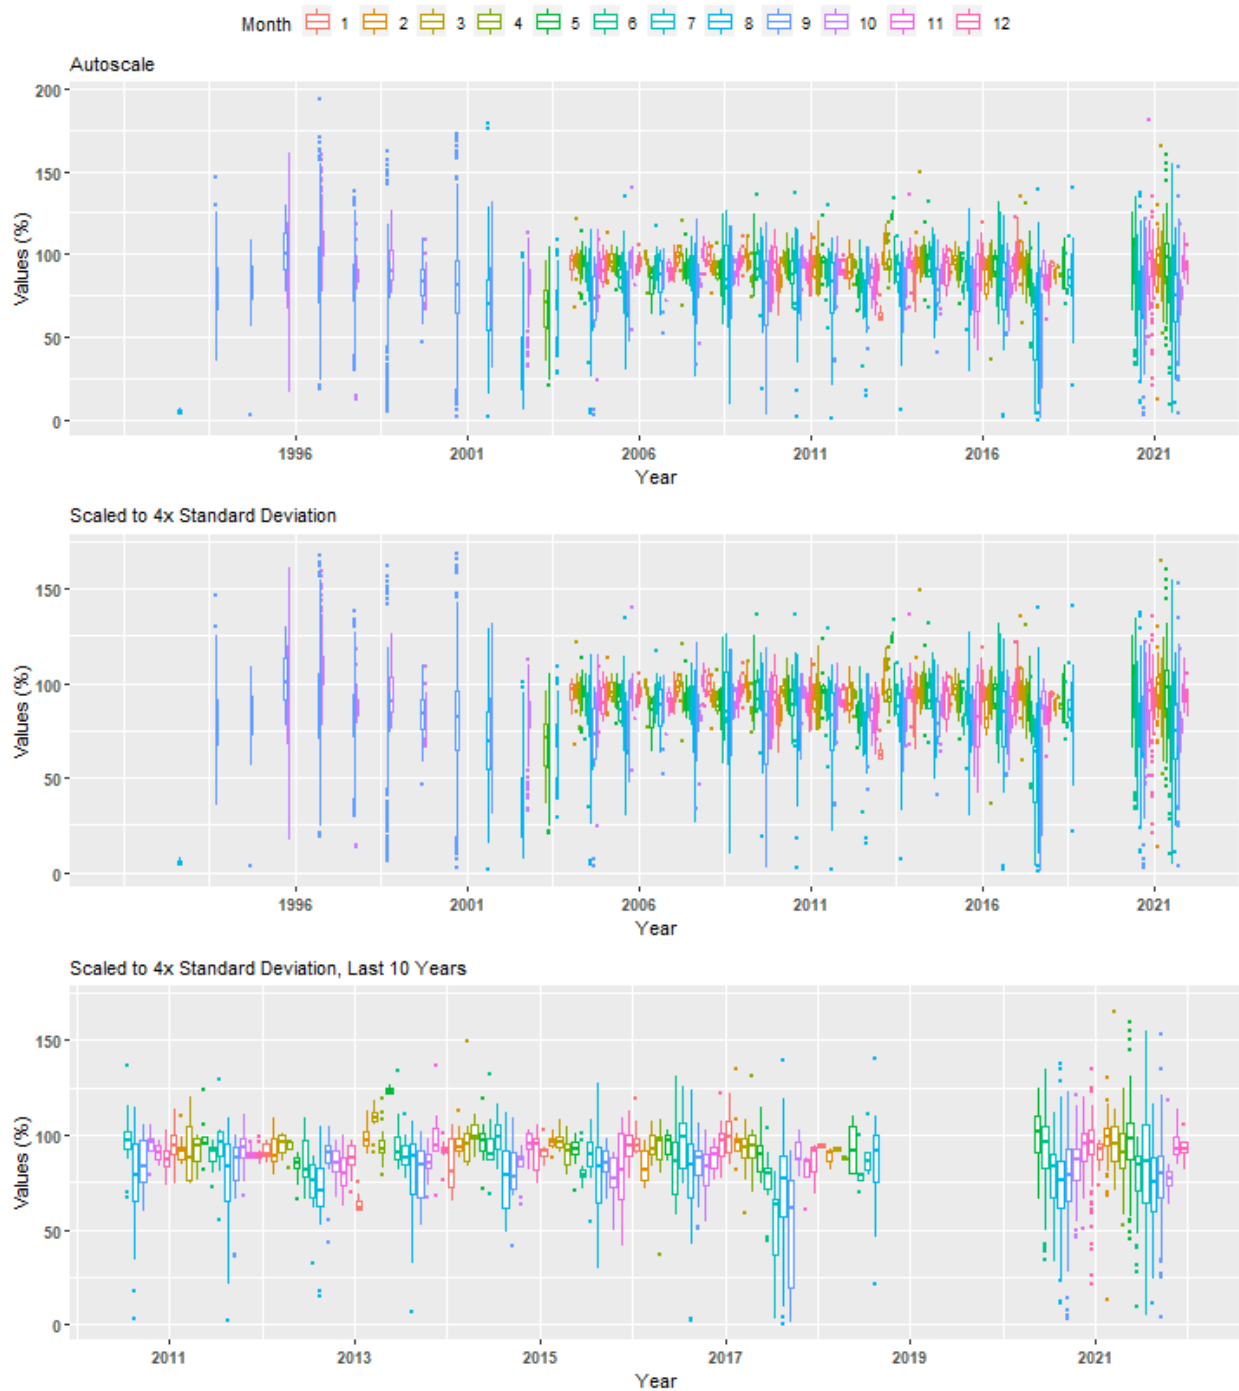 Month 1 2 3 4 5 6 7 8 9 10 11 12
Autoscale
200
150
100
50
0
Values (%)
1996 2001 2006 2011 2016 2021
Year
Scaled to 4x Standard Deviation
150
100
50
0
Values (%)
1996 2001 2006 2011 2016 2021
Year
Scaled to 4x Standard Deviation, Last 10 Years
150
100
50
0
Values (%)
2011 2013 2015 2017 2019 2021
Year